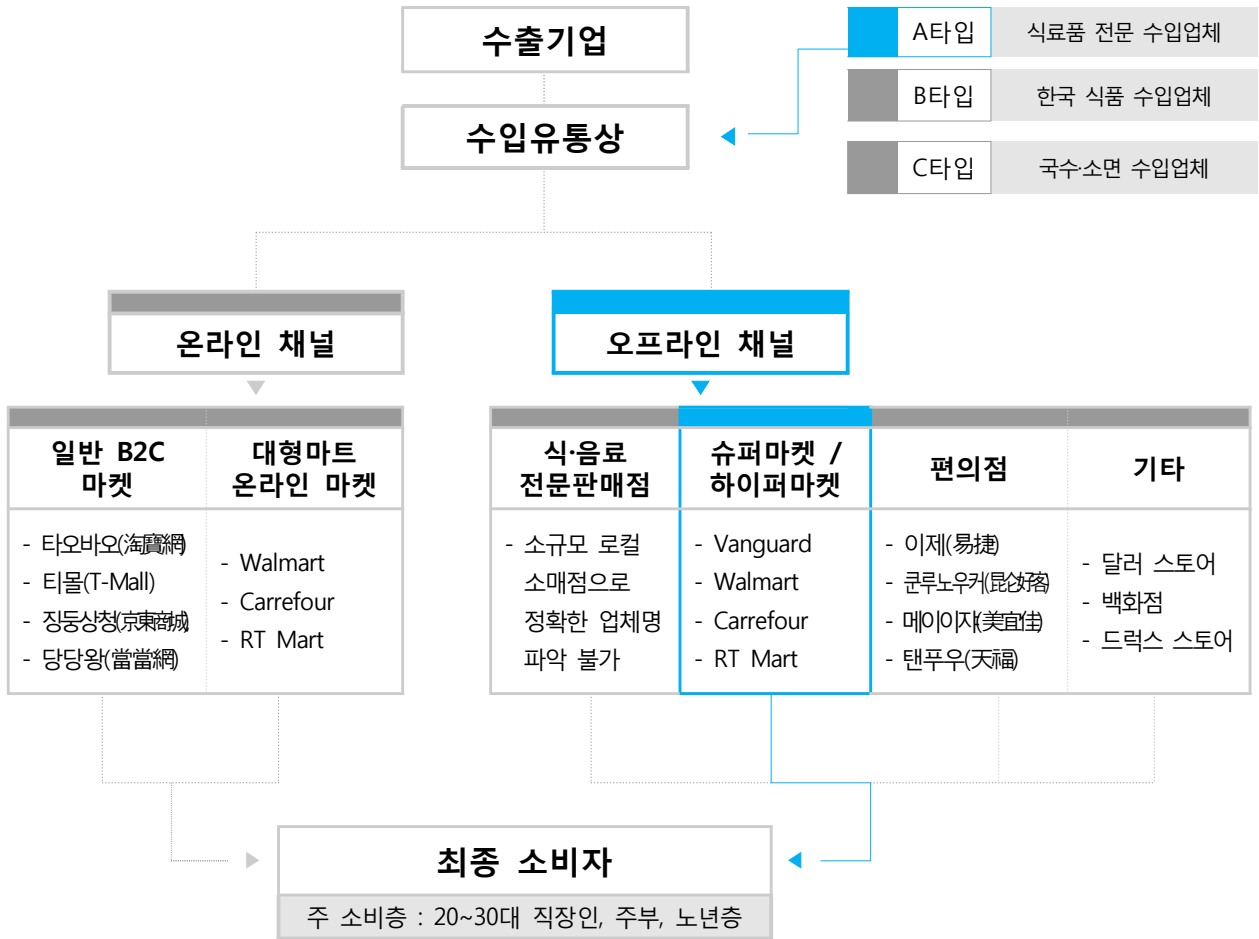 수출기업
수입유통상
A타입 식료품 전문 수입업체
B타입 한국 식품 수입업체
C타입 국수·소면 수입업체
온라인 채널
오프라인 채널
일반 B2C
마켓
- 타오바오(淘寶網)
- 티몰(T-Mall)
- 징둥상청(京東商城)
- 당당왕(當當網)
대형마트
온라인 마켓
- Walmart
- Carrefour
- RT Mart
식·음료
전문판매점
- 소규모 로컬
소매점으로
정확한 업체명
파악 불가
슈퍼마켓 /
하이퍼마켓
- Vanguard
- Walmart
- Carrefour
- RT Mart
편의점
- 이제(易捷)
- 쿤루노우커(昆仑好客)
- 메이이쟈(美宜佳)
- 탠푸우(天福)
기타
- 달러 스토어
- 백화점
- 드럭스 스토어
최종 소비자
주 소비층 : 20~30대 직장인, 주부, 노년층